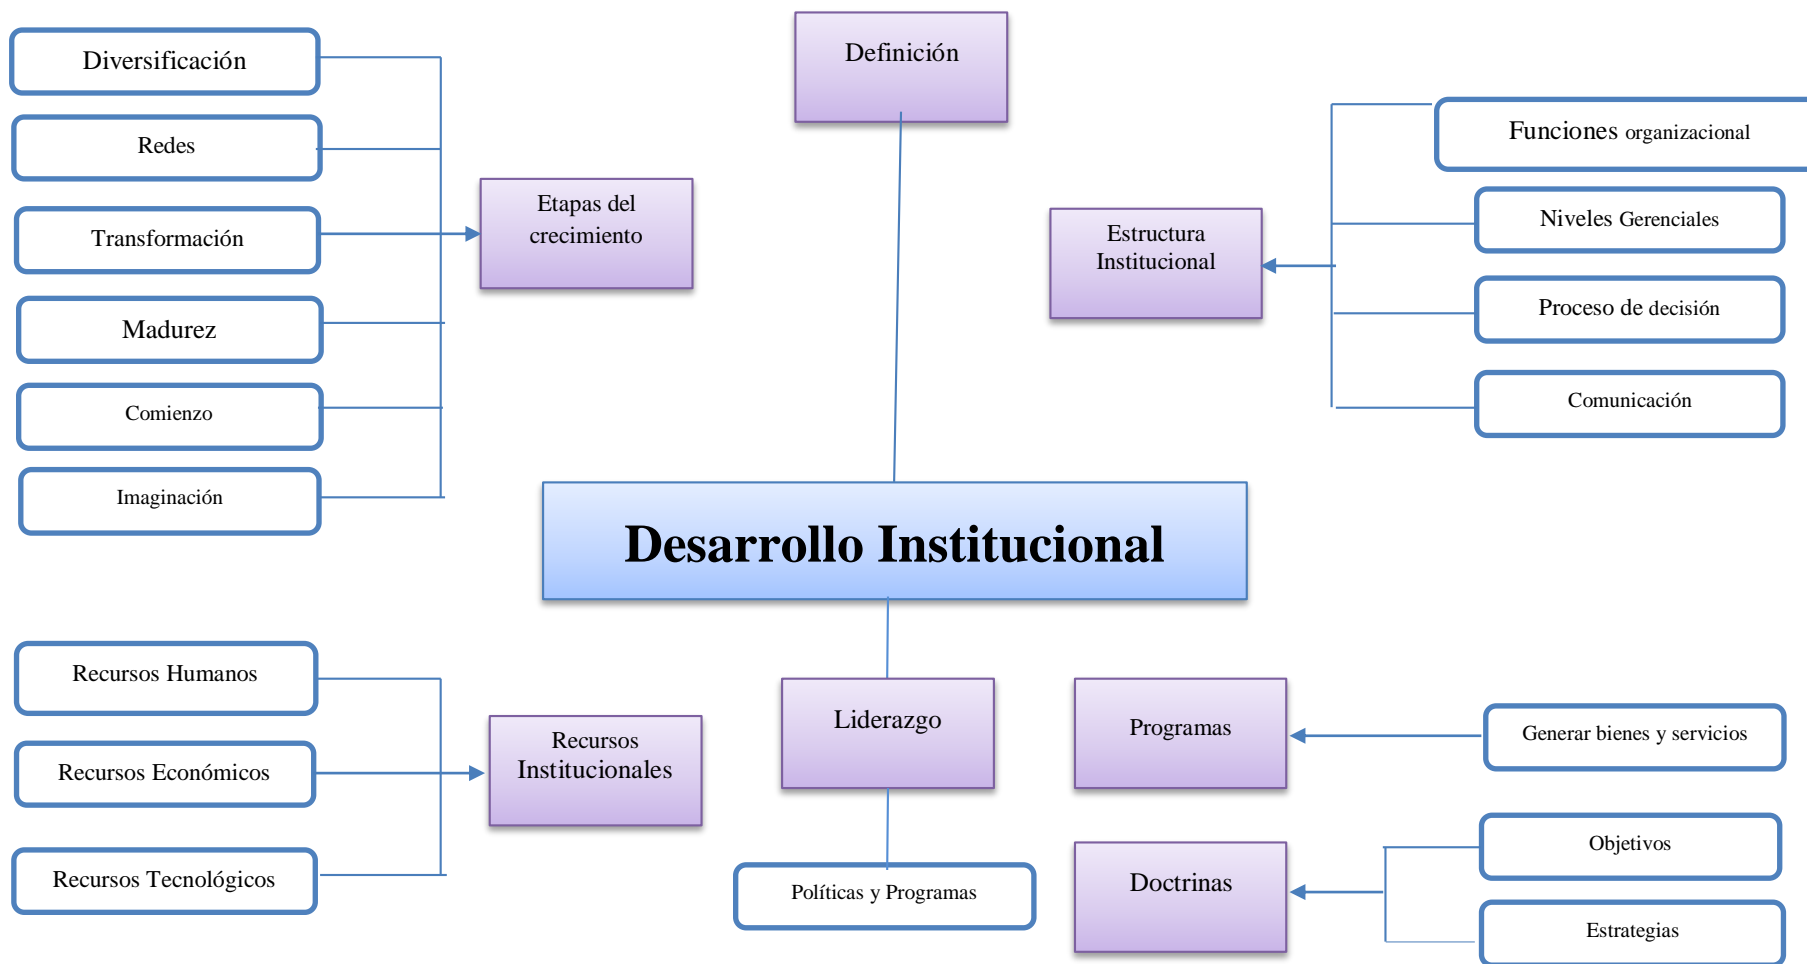 Definición
Diversificación
Redes
Transformación
Madurez
Comienzo
Imaginación
Etapas del
crecimiento
Estructura
Institucional
Funciones organizacional
Niveles Gerenciales
Proceso de decisión
Comunicación
Desarrollo Institucional
Recursos Humanos
Recursos Económicos
Recursos Tecnológicos
Recursos
Institucionales
Liderazgo
Políticas y Programas
Programas
Generar bienes y servicios
Doctrinas
Objetivos
Estrategias